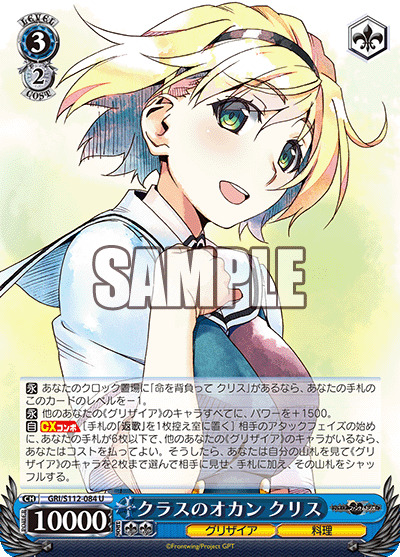 LEVEL
3
2
COST
SAMPLE
永 あなたのクロック置場に「命を背負って クリス」があるなら、あなたの手札の
このカードのレベルを－1。
永 他のあなたの《グリザイア》のキャラすべてに、パワーを＋1500。
自 CXコンボ ［手札の「返歌」を1枚控え室に置く］ 相手のアタックフェイズの始め
に、あなたの手札が6枚以下で、他のあなたの《グリザイア》のキャラがいるなら、
あなたはコストを払ってよい。そうしたら、あなたは自分の山札を見て《グリ
ザイア》のキャラを2枚まで選んで相手に見せ、手札に加え、その山札をシャッ
フルする。
CH GRI/S112-084 U
クラスのオカン クリス
10000
グリザイア
料理
©Frontwing/Project GPT